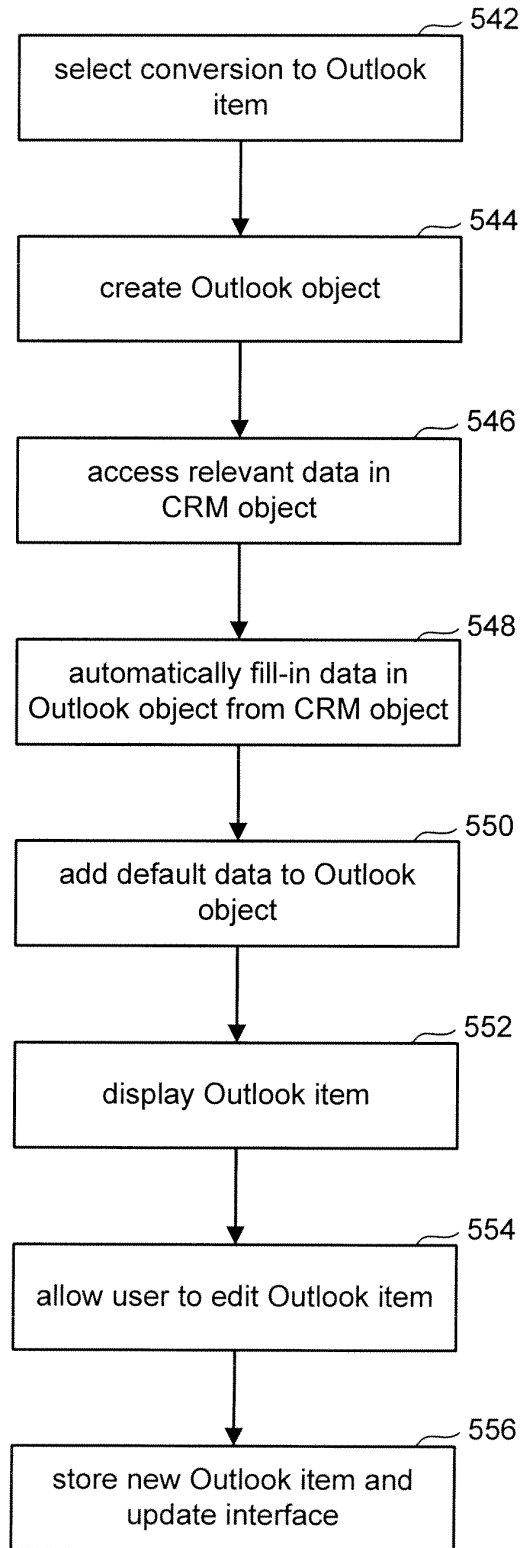 542
select conversion to Outlook
item
544
create Outlook object
546
access relevant data in
CRM object
548
automatically fill-in data in
Outlook object from CRM object
550
add default data to Outlook
object
552
display Outlook item
554
allow user to edit Outlook item
556
store new Outlook item and
update interface